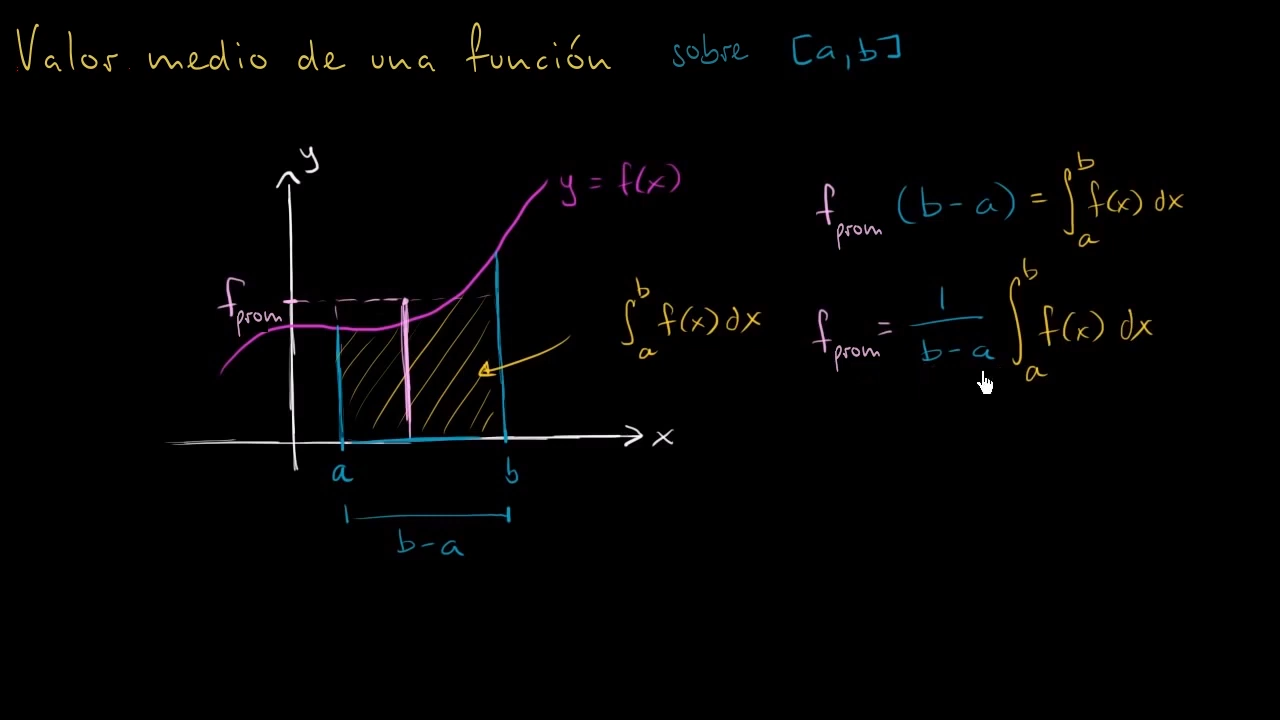 Valor medio de una función sobre [a,b]
y
y = f(x)
f_prom (b-a) = ∫_a^b f(x) dx
f_prom
∫_a^b f(x) dx
f_prom = 1/(b-a) ∫_a^b f(x) dx
x
a b
b-a